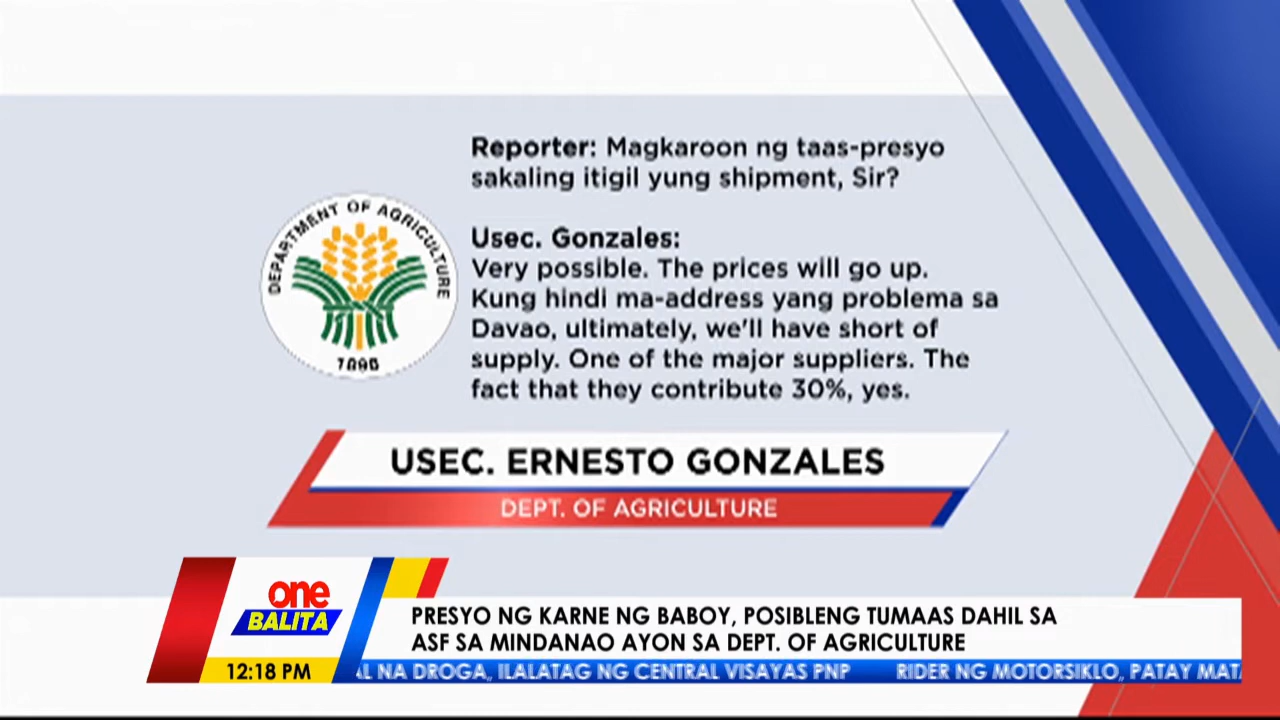 Reporter: Magkaroon ng taas-presyo
sakaling itigil yung shipment, Sir?
DEPARTMENT OF AGRICULTURE
1898
Usec. Gonzales:
Very possible. The prices will go up.
Kung hindi ma-address yang problema sa
Davao, ultimately, we'll have short of
supply. One of the major suppliers. The
fact that they contribute 30%, yes.
USEC. ERNESTO GONZALES
DEPT. OF AGRICULTURE
one
BALITA
PRESYO NG KARNE NG BABOY, POSIBLENG TUMAAS DAHIL SA
ASF SA MINDANAO AYON SA DEPT. OF AGRICULTURE
12:18 PM
NA DROGA, ILALATAG NG CENTRAL VISAYAS PNP RIDER NG MOTORSIKLO, PATAY